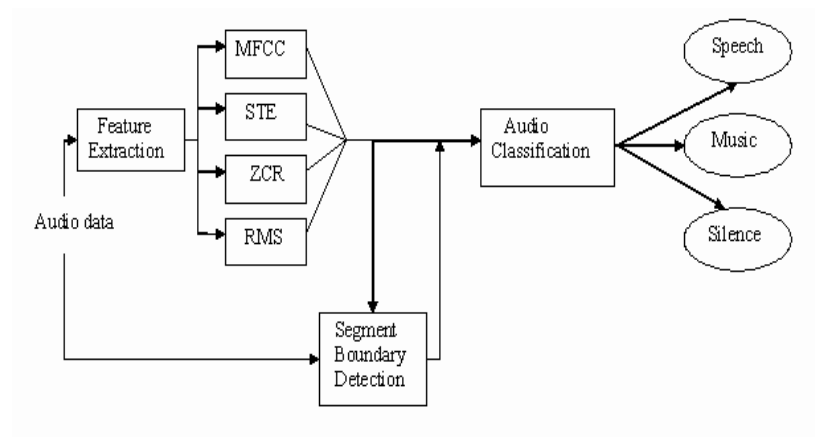 Audio data
Feature
Extraction
MFCC
STE
ZCR
RMS
Segment
Boundary
Detection
Audio
Classification
Speech
Music
Silence